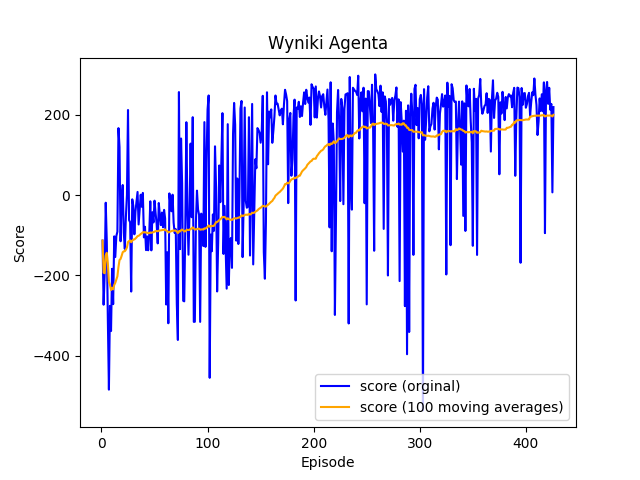 Wyniki Agenta
Score
200
0
−200
−400
score (orginal)
score (100 moving averages)
0 100 200 300 400
Episode